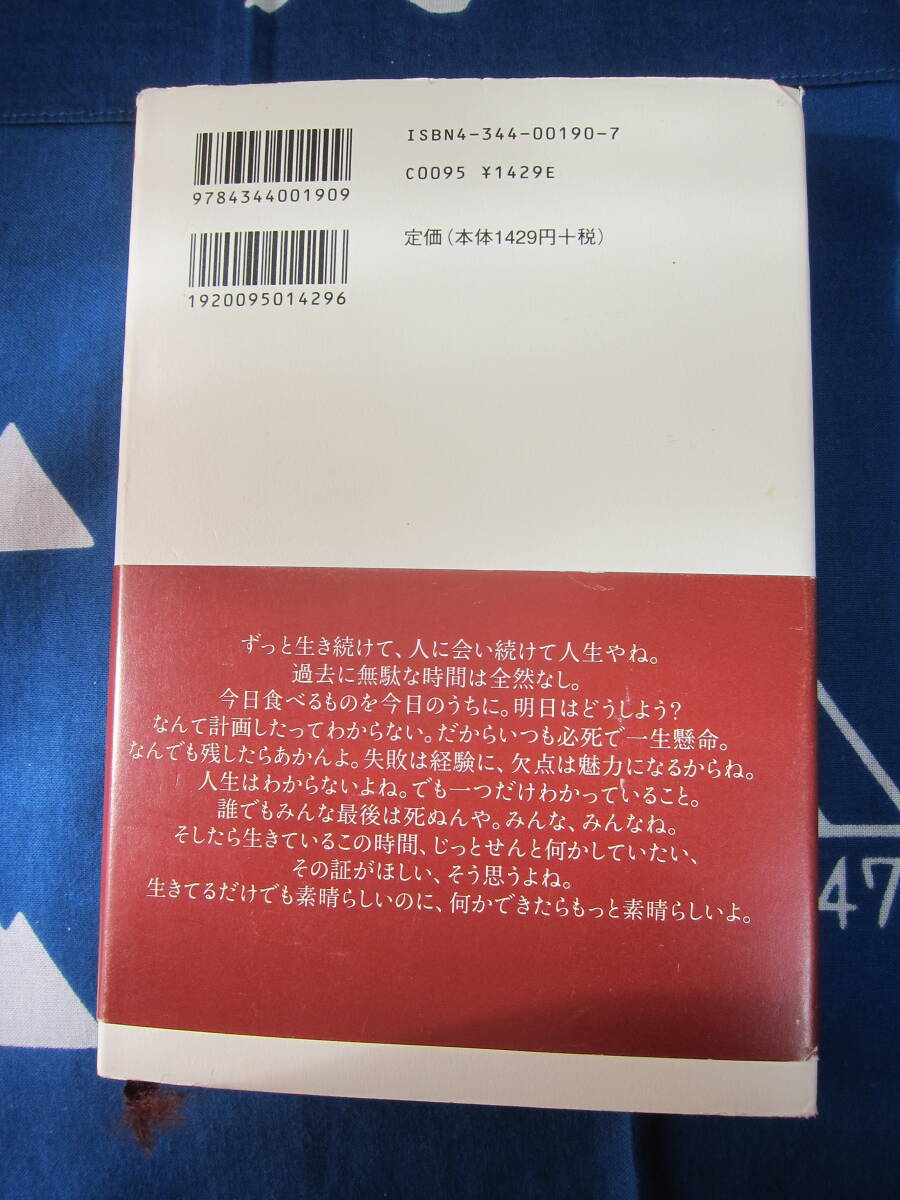 ISBN4-344-00190-7
C0095 ¥1429E
9784344001909
定価(本体1429円+税)
1920095014296
ずっと生き続けて、人に会い続けて人生やね。
過去に無駄な時間は全然なし。
今日食べるものを今日のうちに。明日はどうしよう?
なんて計画したってわからない。だからいつも必死で一生懸命。
なんでも残したらあかんよ。失敗は経験に、欠点は魅力になるからね。
人生はわからないよね。でも一つだけわかっていること。
誰でもみんな最後は死ぬんや。みんな、みんなね。
そしたら生きているこの時間、じっとせんと何かしていたい、
その証がほしい、そう思うよね。
生きてるだけでも素晴らしいのに、何かできたらもっと素晴らしいよ。
47